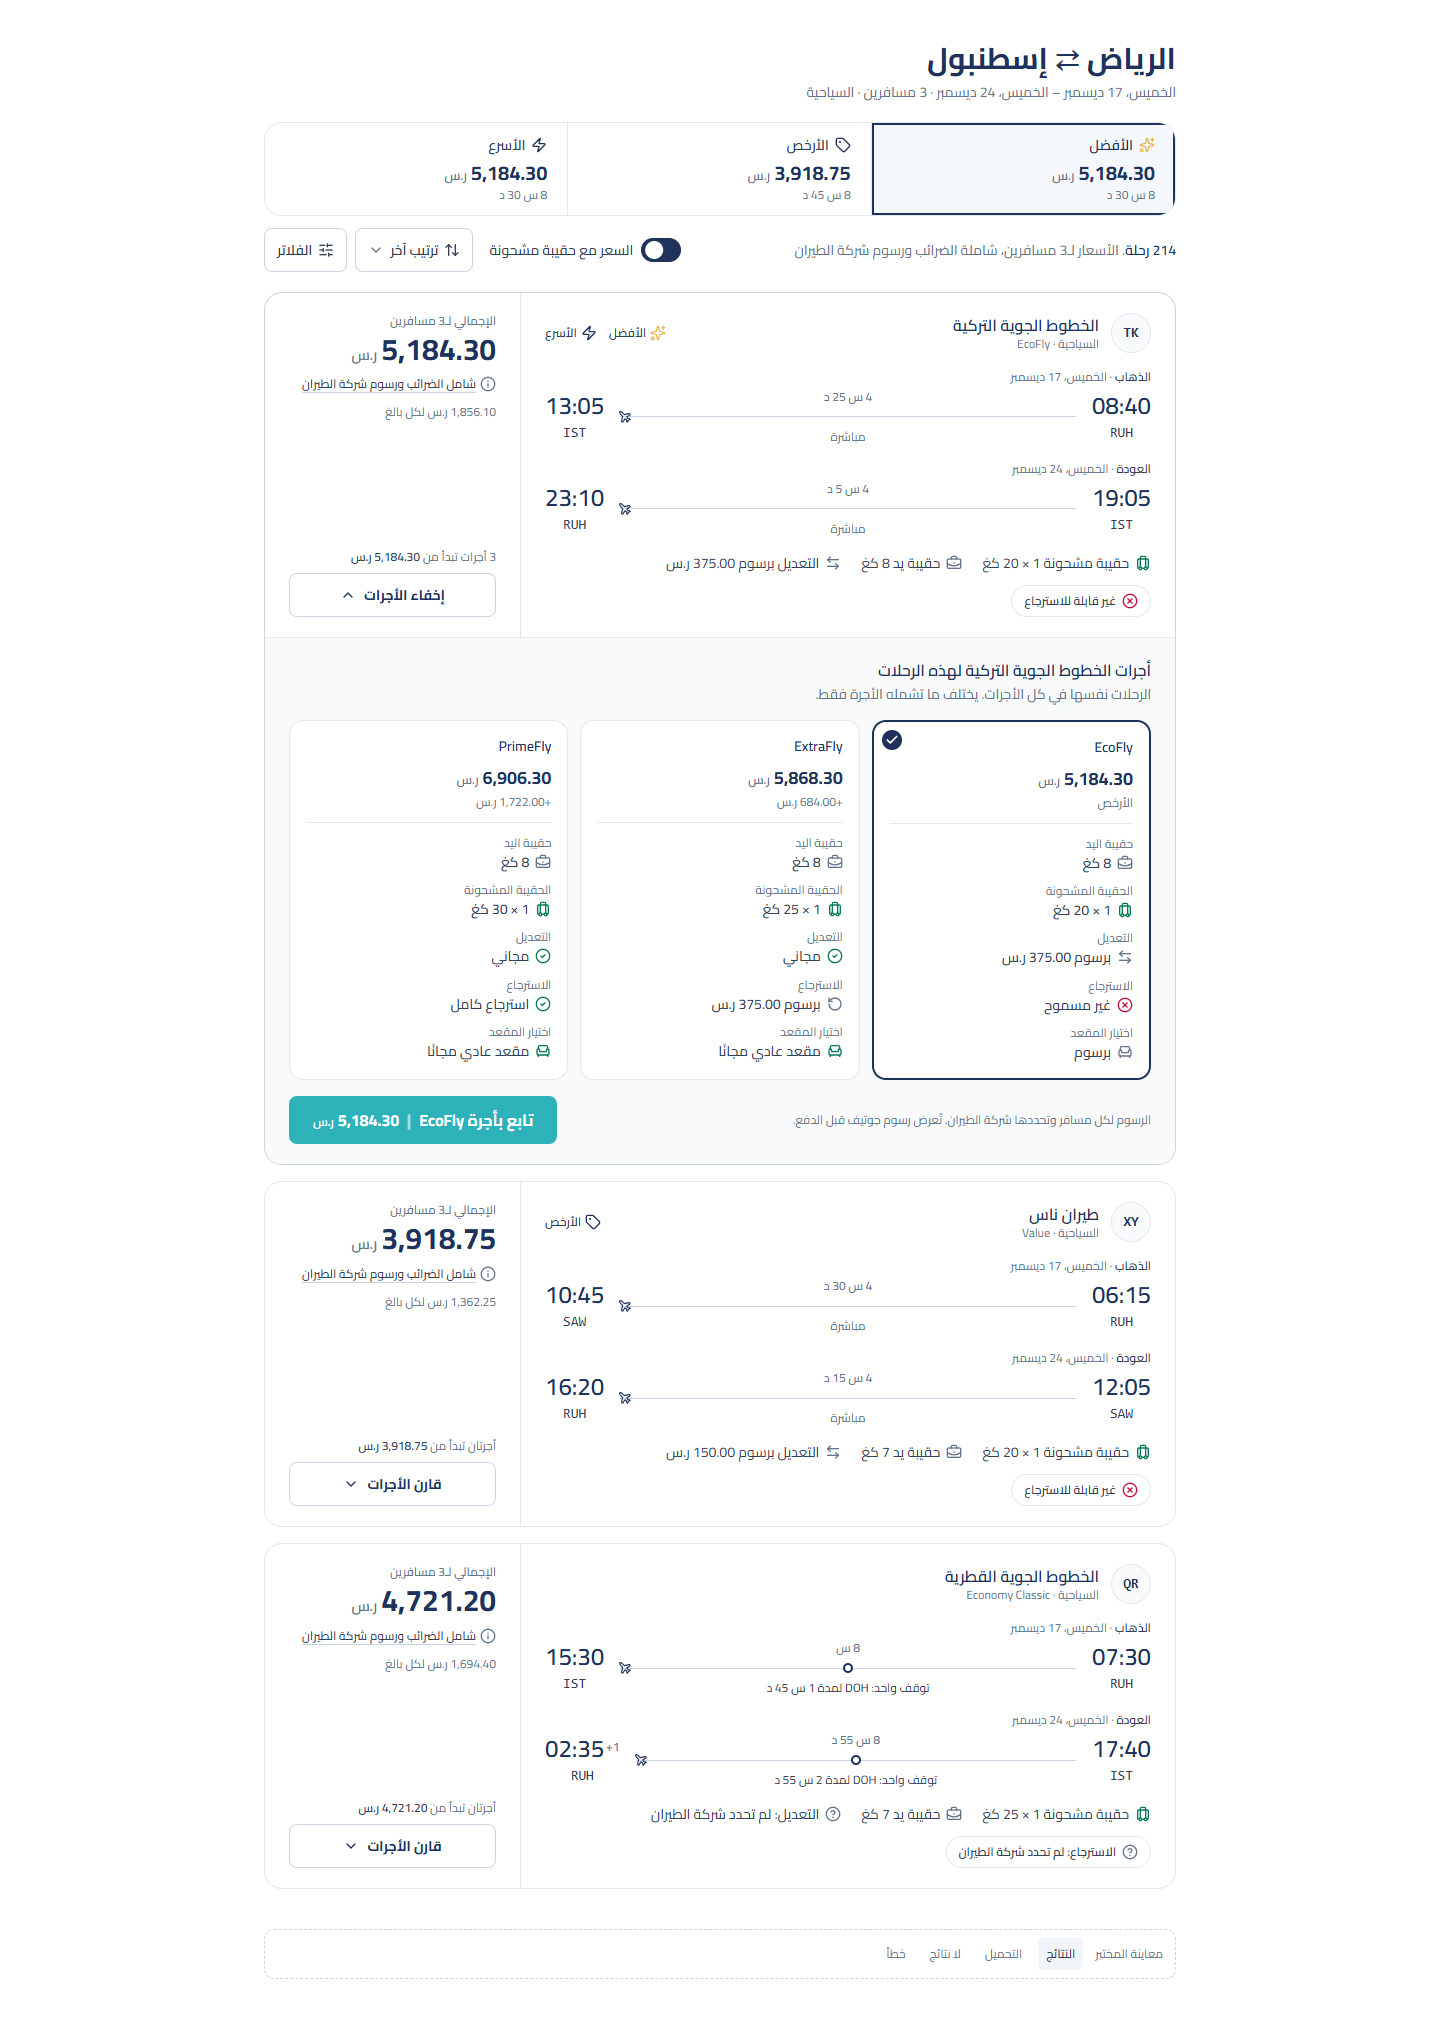 الرياض ⇄ إسطنبول
الخميس، 17 ديسمبر – الخميس، 24 ديسمبر · 3 مسافرين · السياحية
الأفضل
5,184.30 ر.س
8 س 30 د
الأرخص
3,918.75 ر.س
8 س 45 د
الأسرع
5,184.30 ر.س
8 س 30 د
214 رحلة. الأسعار لـ3 مسافرين، شاملة الضرائب ورسوم شركة الطيران
السعر مع حقيبة مشحونة
ترتيب آخر
الفلاتر
TK
الخطوط الجوية التركية
السياحية · EcoFly
الأفضل
الأسرع
الذهاب · الخميس، 17 ديسمبر
4 س 25 د
08:40
13:05
RUH
مباشرة
IST
العودة · الخميس، 24 ديسمبر
4 س 5 د
19:05
23:10
IST
مباشرة
RUH
حقيبة مشحونة 1 × 20 كغ
حقيبة يد 8 كغ
التعديل برسوم 375.00 ر.س
غير قابلة للاسترجاع
الإجمالي لـ3 مسافرين
5,184.30 ر.س
شامل الضرائب ورسوم شركة الطيران
1,856.10 ر.س لكل بالغ
3 أجرات تبدأ من 5,184.30 ر.س
إخفاء الأجرات
أجرات الخطوط الجوية التركية لهذه الرحلات
الرحلات نفسها في كل الأجرات. يختلف ما تشمله الأجرة فقط.
EcoFly
5,184.30 ر.س
الأرخص
حقيبة اليد
8 كغ
الحقيبة المشحونة
1 × 20 كغ
التعديل
برسوم 375.00 ر.س
الاسترجاع
غير مسموح
اختيار المقعد
برسوم
ExtraFly
5,868.30 ر.س
+684.00 ر.س
حقيبة اليد
8 كغ
الحقيبة المشحونة
1 × 25 كغ
التعديل
مجاني
الاسترجاع
برسوم 375.00 ر.س
اختيار المقعد
مقعد عادي مجانًا
PrimeFly
6,906.30 ر.س
+1,722.00 ر.س
حقيبة اليد
8 كغ
الحقيبة المشحونة
1 × 30 كغ
التعديل
مجاني
الاسترجاع
استرجاع كامل
اختيار المقعد
مقعد عادي مجانًا
الرسوم لكل مسافر وتحددها شركة الطيران. تُعرض رسوم جوتيف قبل الدفع.
تابع بأجرة EcoFly | 5,184.30 ر.س
XY
طيران ناس
السياحية · Value
الأرخص
الذهاب · الخميس، 17 ديسمبر
4 س 30 د
06:15
10:45
RUH
مباشرة
SAW
العودة · الخميس، 24 ديسمبر
4 س 15 د
12:05
16:20
SAW
مباشرة
RUH
حقيبة مشحونة 1 × 20 كغ
حقيبة يد 7 كغ
التعديل برسوم 150.00 ر.س
غير قابلة للاسترجاع
الإجمالي لـ3 مسافرين
3,918.75 ر.س
شامل الضرائب ورسوم شركة الطيران
1,362.25 ر.س لكل بالغ
أجرتان تبدأ من 3,918.75 ر.س
قارن الأجرات
QR
الخطوط الجوية القطرية
السياحية · Economy Classic
الذهاب · الخميس، 17 ديسمبر
8 س
07:30
15:30
RUH
توقف واحد: DOH لمدة 1 س 45 د
IST
العودة · الخميس، 24 ديسمبر
8 س 55 د
17:40
02:35 +1
IST
توقف واحد: DOH لمدة 2 س 55 د
RUH
حقيبة مشحونة 1 × 25 كغ
حقيبة يد 7 كغ
التعديل: لم تحدد شركة الطيران
الاسترجاع: لم تحدد شركة الطيران
الإجمالي لـ3 مسافرين
4,721.20 ر.س
شامل الضرائب ورسوم شركة الطيران
1,694.40 ر.س لكل بالغ
أجرتان تبدأ من 4,721.20 ر.س
قارن الأجرات
معاينة المختبر
النتائج
التحميل
لا نتائج
خطأ